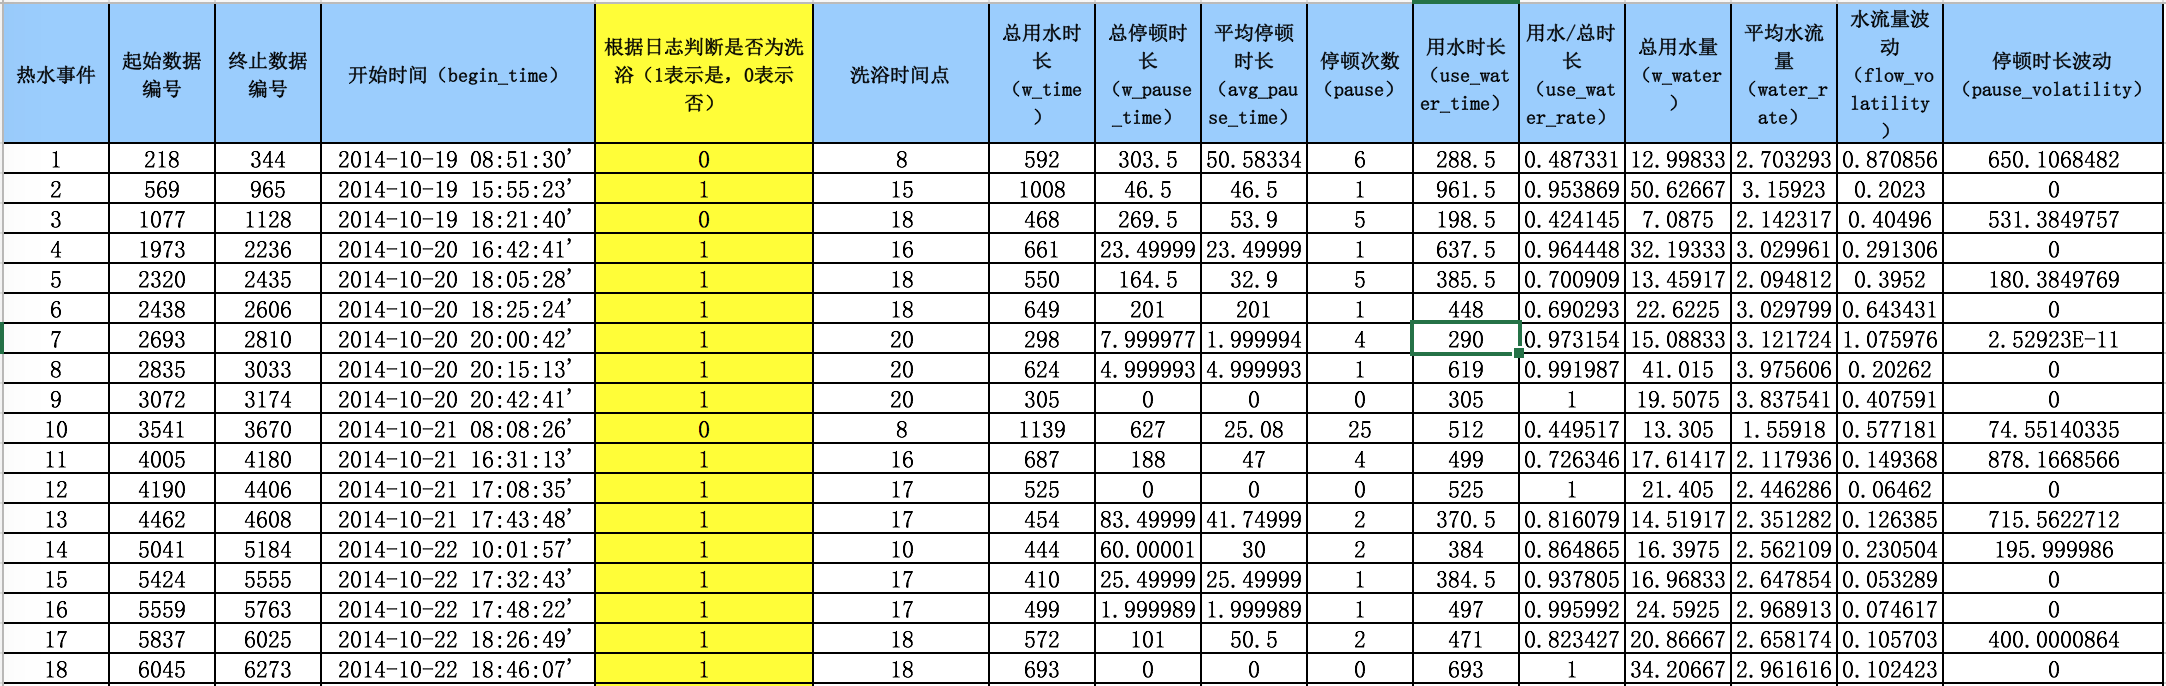 热水事件 起始数据编号 终止数据编号 开始时间（begin_time） 根据日志判断是否为洗浴（1表示是，0表示否） 洗浴时间点 总用水时长（w_time） 总停顿时长（w_pause_time） 平均停顿时长（avg_pause_time） 停顿次数（pause） 用水时长（use_water_time） 用水/总时长（use_water_rate） 总用水量（w_water） 平均水流量（water_rate） 水流量波动（flow_volatility） 停顿时长波动（pause_volatility）
1 218 344 2014-10-19 08:51:30' 0 8 592 303.5 50.58334 6 288.5 0.487331 12.99833 2.703293 0.870856 650.1068482
2 569 965 2014-10-19 15:55:23' 1 15 1008 46.5 46.5 1 961.5 0.953869 50.62667 3.15923 0.2023 0
3 1077 1128 2014-10-19 18:21:40' 0 18 468 269.5 53.9 5 198.5 0.424145 7.0875 2.142317 0.40496 531.3849757
4 1973 2236 2014-10-20 16:42:41' 1 16 661 23.49999 23.49999 1 637.5 0.964448 32.19333 3.029961 0.291306 0
5 2320 2435 2014-10-20 18:05:28' 1 18 550 164.5 32.9 5 385.5 0.700909 13.45917 2.094812 0.3952 180.3849769
6 2438 2606 2014-10-20 18:25:24' 1 18 649 201 201 1 448 0.690293 22.6225 3.029799 0.643431 0
7 2693 2810 2014-10-20 20:00:42' 1 20 298 7.999977 1.999994 4 290 0.973154 15.08833 3.121724 1.075976 2.52923E-11
8 2835 3033 2014-10-20 20:15:13' 1 20 624 4.999993 4.999993 1 619 0.991987 41.015 3.975606 0.20262 0
9 3072 3174 2014-10-20 20:42:41' 1 20 305 0 0 0 305 1 19.5075 3.837541 0.407591 0
10 3541 3670 2014-10-21 08:08:26' 0 8 1139 627 25.08 25 512 0.449517 13.305 1.55918 0.577181 74.55140335
11 4005 4180 2014-10-21 16:31:13' 1 16 687 188 47 4 499 0.726346 17.61417 2.117936 0.149368 878.1668566
12 4190 4406 2014-10-21 17:08:35' 1 17 525 0 0 0 525 1 21.405 2.446286 0.06462 0
13 4462 4608 2014-10-21 17:43:48' 1 17 454 83.49999 41.74999 2 370.5 0.816079 14.51917 2.351282 0.126385 715.5622712
14 5041 5184 2014-10-22 10:01:57' 1 10 444 60.00001 30 2 384 0.864865 16.3975 2.562109 0.230504 195.999986
15 5424 5555 2014-10-22 17:32:43' 1 17 410 25.49999 25.49999 1 384.5 0.937805 16.96833 2.647854 0.053289 0
16 5559 5763 2014-10-22 17:48:22' 1 17 499 1.999989 1.999989 1 497 0.995992 24.5925 2.968913 0.074617 0
17 5837 6025 2014-10-22 18:26:49' 1 18 572 101 50.5 2 471 0.823427 20.86667 2.658174 0.105703 400.0000864
18 6045 6273 2014-10-22 18:46:07' 1 18 693 0 0 0 693 1 34.20667 2.961616 0.102423 0